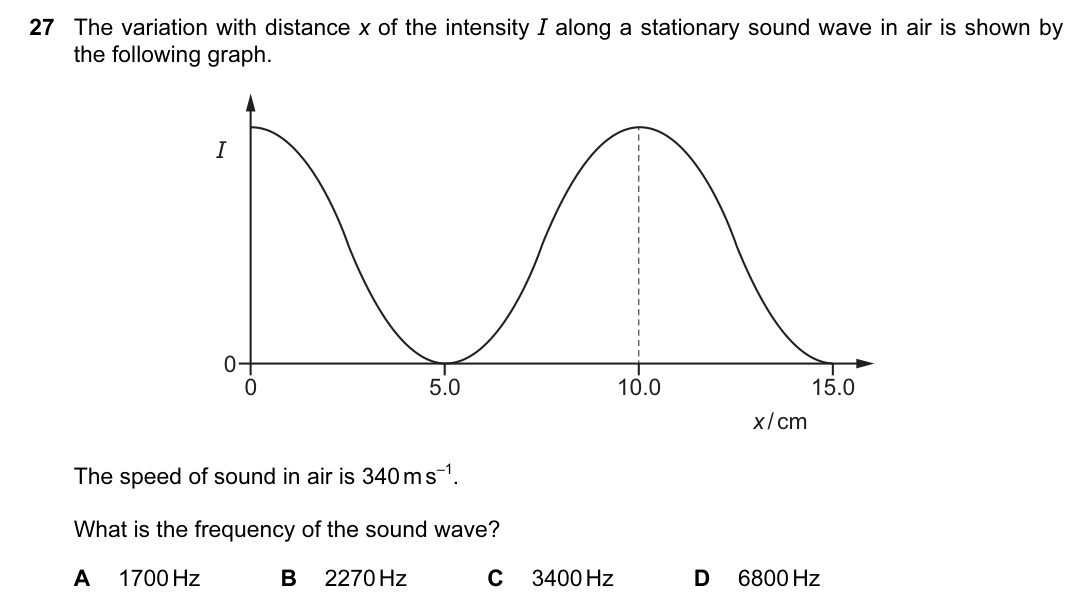 27 The variation with distance x of the intensity I along a stationary sound wave in air is shown by
the following graph.
I
0
0 5.0 10.0 15.0
x/cm
The speed of sound in air is 340 m s⁻¹.
What is the frequency of the sound wave?
A 1700 Hz B 2270 Hz C 3400 Hz D 6800 Hz